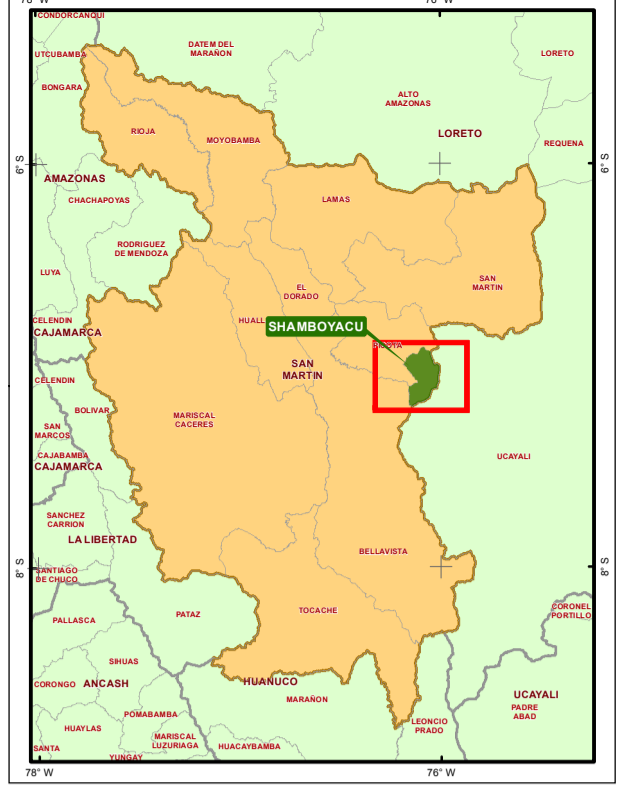 CONDORCANQUI
DATEM DEL
MARAÑON
UTCUBAMBA
LORETO
BONGARA
ALTO
AMAZONAS
RIOJA
MOYOBAMBA
LORETO
REQUENA
6° S
6° S
AMAZONAS
CHACHAPOYAS
LAMAS
RODRIGUEZ
DE MENDOZA
LUYA
SAN
MARTIN
EL
DORADO
CELENDIN
HUALL
SHAMBOYACU
CAJAMARCA
SAN
MARTIN
CELENDIN
BOLIVAR
MARISCAL
CACERES
SAN
MARCOS
CAJABAMBA
UCAYALI
CAJAMARCA
SANCHEZ
CARRION
LA LIBERTAD
BELLAVISTA
8° S
8° S
SANTIAGO
DE CHUCO
CORONEL
PORTILLO
PALLASCA
PATAZ
TOCACHE
SIHUAS
CORONGO
ANCASH
HUANUCO
MARAÑON
UCAYALI
PADRE
ABAD
POMABAMBA
LEONCIO
PRADO
HUAYLAS
MARISCAL
LUZURIAGA
HUACAYBAMBA
SANTA
YUNGAY
78° W
76° W